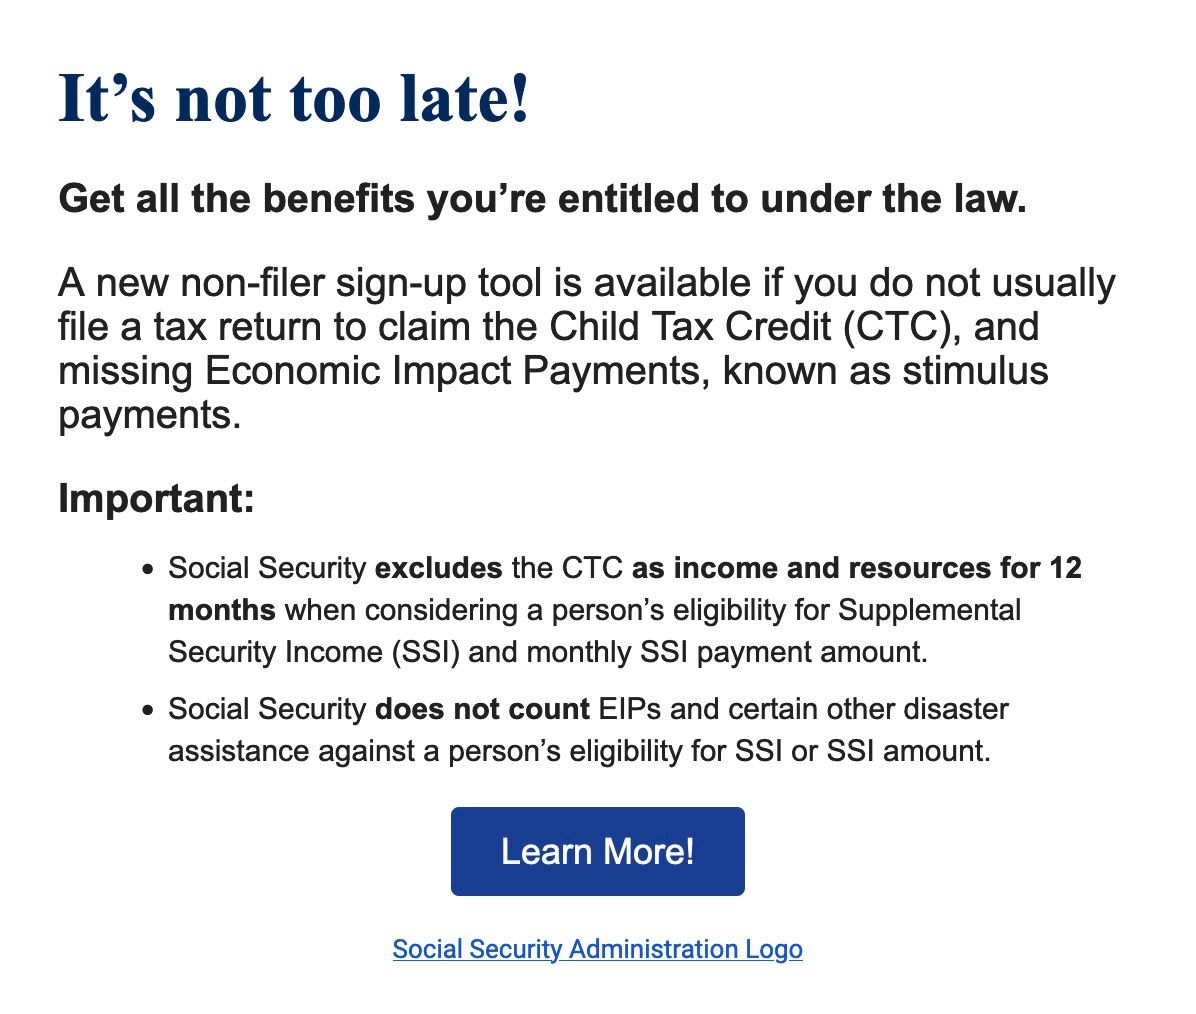 It’s not too late!
Get all the benefits you’re entitled to under the law.
A new non-filer sign-up tool is available if you do not usually
file a tax return to claim the Child Tax Credit (CTC), and
missing Economic Impact Payments, known as stimulus
payments.
Important:
• Social Security excludes the CTC as income and resources for 12
months when considering a person’s eligibility for Supplemental
Security Income (SSI) and monthly SSI payment amount.
• Social Security does not count EIPs and certain other disaster
assistance against a person’s eligibility for SSI or SSI amount.
Learn More!
Social Security Administration Logo